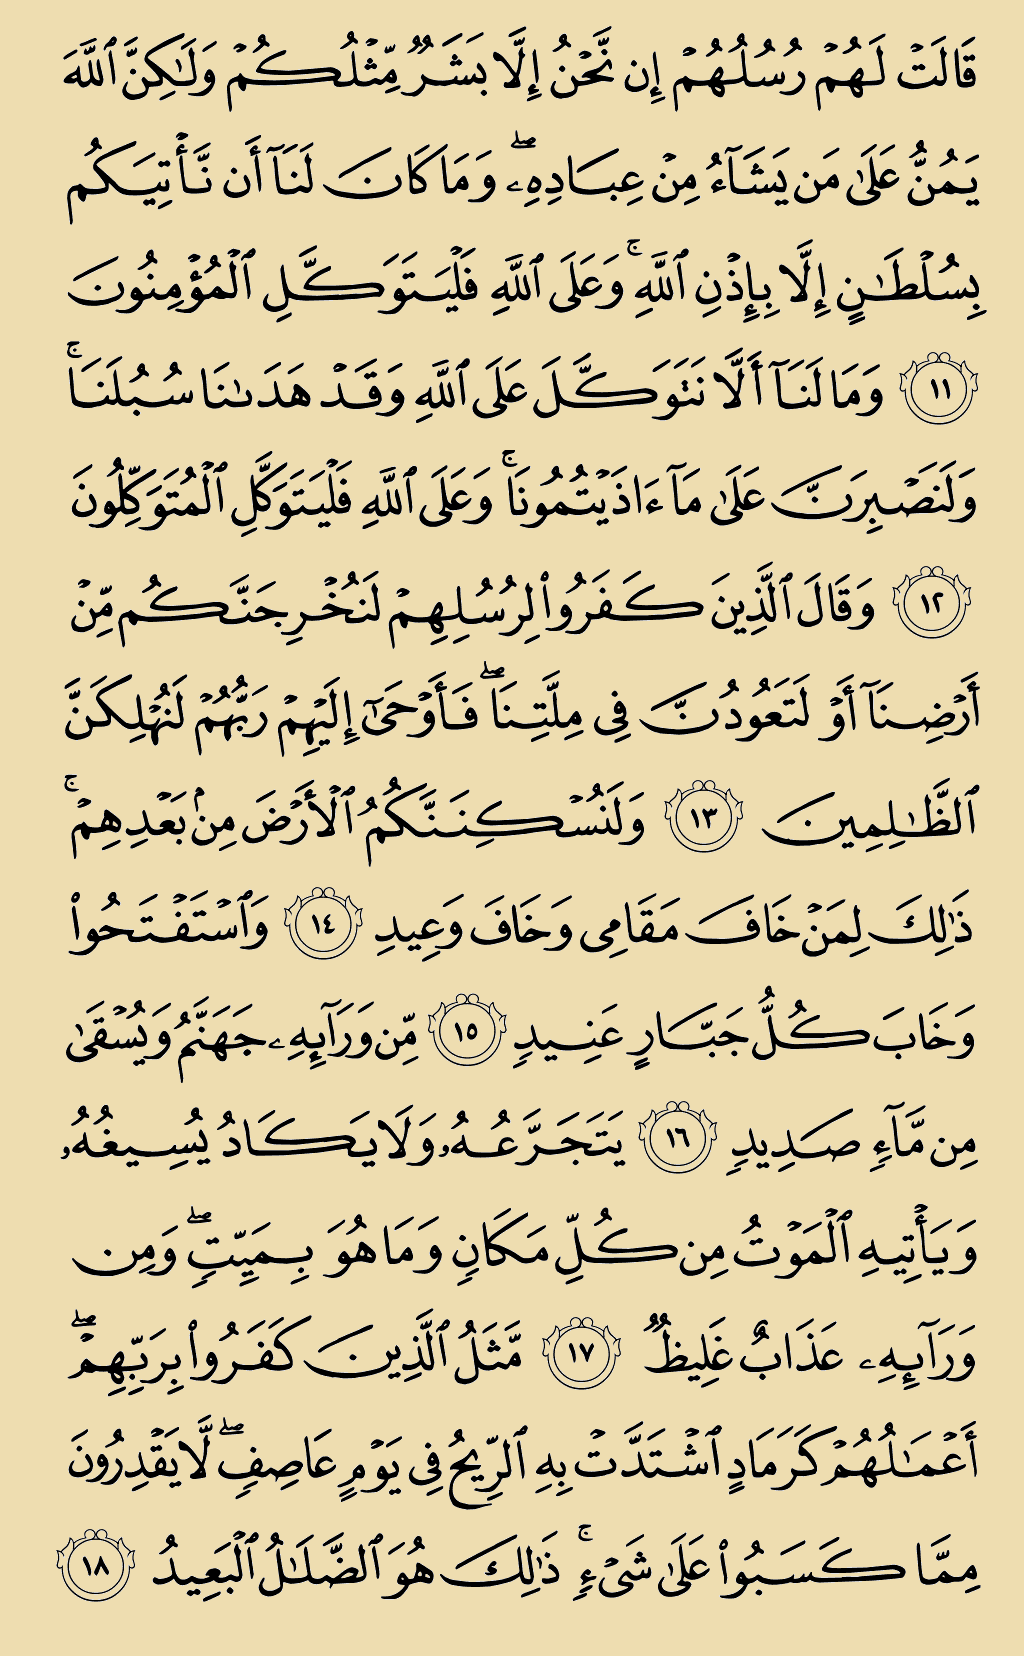 قَالَتۡ لَهُمۡ رُسُلُهُمۡ إِن نَّحۡنُ إِلَّا بَشَرٞ مِّثۡلُكُمۡ وَلَٰكِنَّ ٱللَّهَ
يَمُنُّ عَلَىٰ مَن يَشَآءُ مِنۡ عِبَادِهِۦۖ وَمَا كَانَ لَنَآ أَن نَّأۡتِيَكُم
بِسُلۡطَٰنٍ إِلَّا بِإِذۡنِ ٱللَّهِۚ وَعَلَى ٱللَّهِ فَلۡيَتَوَكَّلِ ٱلۡمُؤۡمِنُونَ
١١ وَمَا لَنَآ أَلَّا نَتَوَكَّلَ عَلَى ٱللَّهِ وَقَدۡ هَدَىٰنَا سُبُلَنَاۚ
وَلَنَصۡبِرَنَّ عَلَىٰ مَآ ءَاذَيۡتُمُونَاۚ وَعَلَى ٱللَّهِ فَلۡيَتَوَكَّلِ ٱلۡمُتَوَكِّلُونَ
١٢ وَقَالَ ٱلَّذِينَ كَفَرُواْ لِرُسُلِهِمۡ لَنُخۡرِجَنَّكُم مِّنۡ
أَرۡضِنَآ أَوۡ لَتَعُودُنَّ فِي مِلَّتِنَاۖ فَأَوۡحَىٰٓ إِلَيۡهِمۡ رَبُّهُمۡ لَنُهۡلِكَنَّ
ٱلظَّٰلِمِينَ ١٣ وَلَنُسۡكِنَنَّكُمُ ٱلۡأَرۡضَ مِنۢ بَعۡدِهِمۡۚ
ذَٰلِكَ لِمَنۡ خَافَ مَقَامِي وَخَافَ وَعِيدِ ١٤ وَٱسۡتَفۡتَحُواْ
وَخَابَ كُلُّ جَبَّارٍ عَنِيدٖ ١٥ مِّن وَرَآئِهِۦ جَهَنَّمُ وَيُسۡقَىٰ
مِن مَّآءٖ صَدِيدٖ ١٦ يَتَجَرَّعُهُۥ وَلَا يَكَادُ يُسِيغُهُۥ
وَيَأۡتِيهِ ٱلۡمَوۡتُ مِن كُلِّ مَكَانٖ وَمَا هُوَ بِمَيِّتٖۖ وَمِن
وَرَآئِهِۦ عَذَابٌ غَلِيظٞ ١٧ مَّثَلُ ٱلَّذِينَ كَفَرُواْ بِرَبِّهِمۡۖ
أَعۡمَٰلُهُمۡ كَرَمَادٍ ٱشۡتَدَّتۡ بِهِ ٱلرِّيحُ فِي يَوۡمٍ عَاصِفٖۖ لَّا يَقۡدِرُونَ
مِمَّا كَسَبُواْ عَلَىٰ شَيۡءٖۚ ذَٰلِكَ هُوَ ٱلضَّلَٰلُ ٱلۡبَعِيدُ ١٨